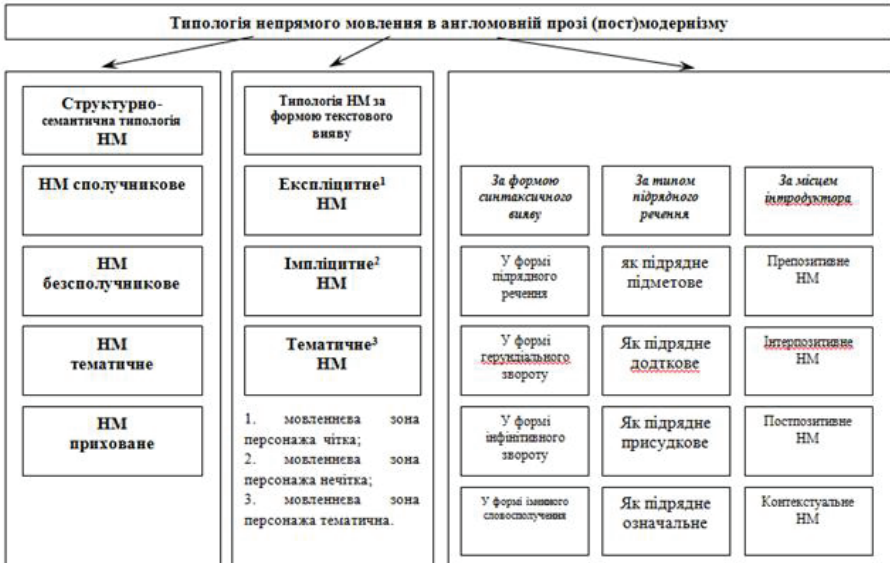 Типологія непрямого мовлення в англомовній прозі (пост)модернізму
Структурно-
семантична типологія
НМ
НМ сполучникове
НМ
безсполучникове
НМ
тематичне
НМ
приховане
Типологія НМ за
формою текстового
вияву
Експліцитне¹
НМ
Імпліцитне²
НМ
Тематичне³
НМ
1. мовленнєва зона
персонажа чітка;
2. мовленнєва зона
персонажа нечітка;
3. мовленнєва зона
персонажа тематична.
За формою
синтаксичного
вияву
У формі
підрядного
речення
У формі
герундіального
звороту
У формі
інфінітивного
звороту
У формі іменного
словосполучення
За типом
підрядного
речення
як підрядне
підметове
Як підрядне
додткове
Як підрядне
присудкове
Як підрядне
означальне
За місцем
інтродуктора
Препозитивне
НМ
Інтерпозитивне
НМ
Постпозитивне
НМ
Контекстуальне
НМ